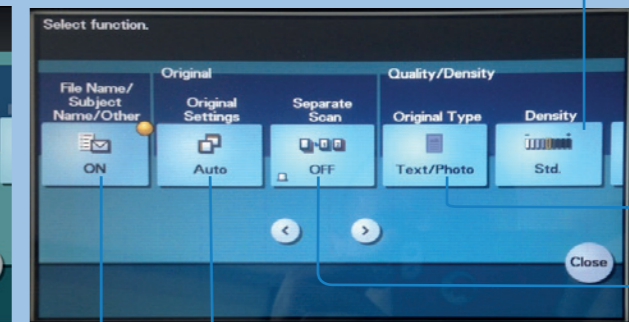 Select function.
Original
Quality/Density
File Name/
Subject
Name/Other
Original
Settings
Separate
Scan
Original Type
Density
ON
Auto
OFF
Text/Photo
Std.
Close